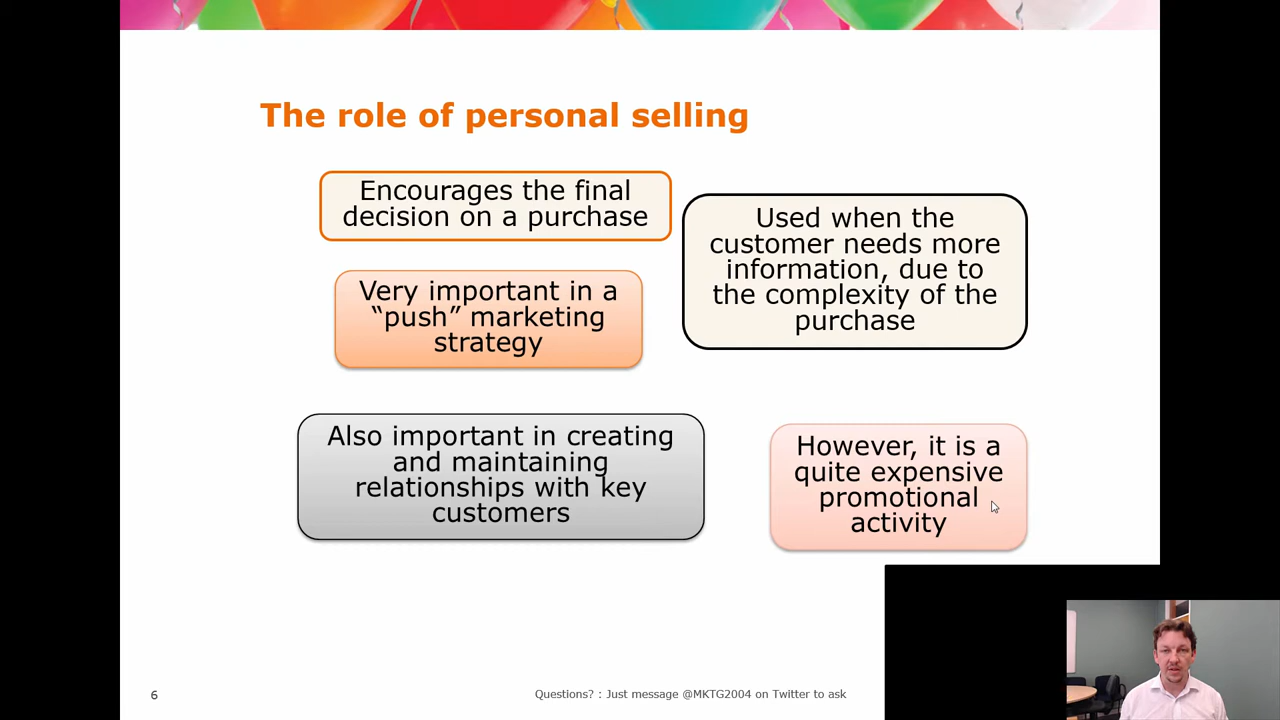 The role of personal selling
Encourages the final
decision on a purchase
Used when the
customer needs more
information, due to
the complexity of the
purchase
Very important in a
“push” marketing
strategy
Also important in creating
and maintaining
relationships with key
customers
However, it is a
quite expensive
promotional
activity
6
Questions? : Just message @MKTG2004 on Twitter to ask